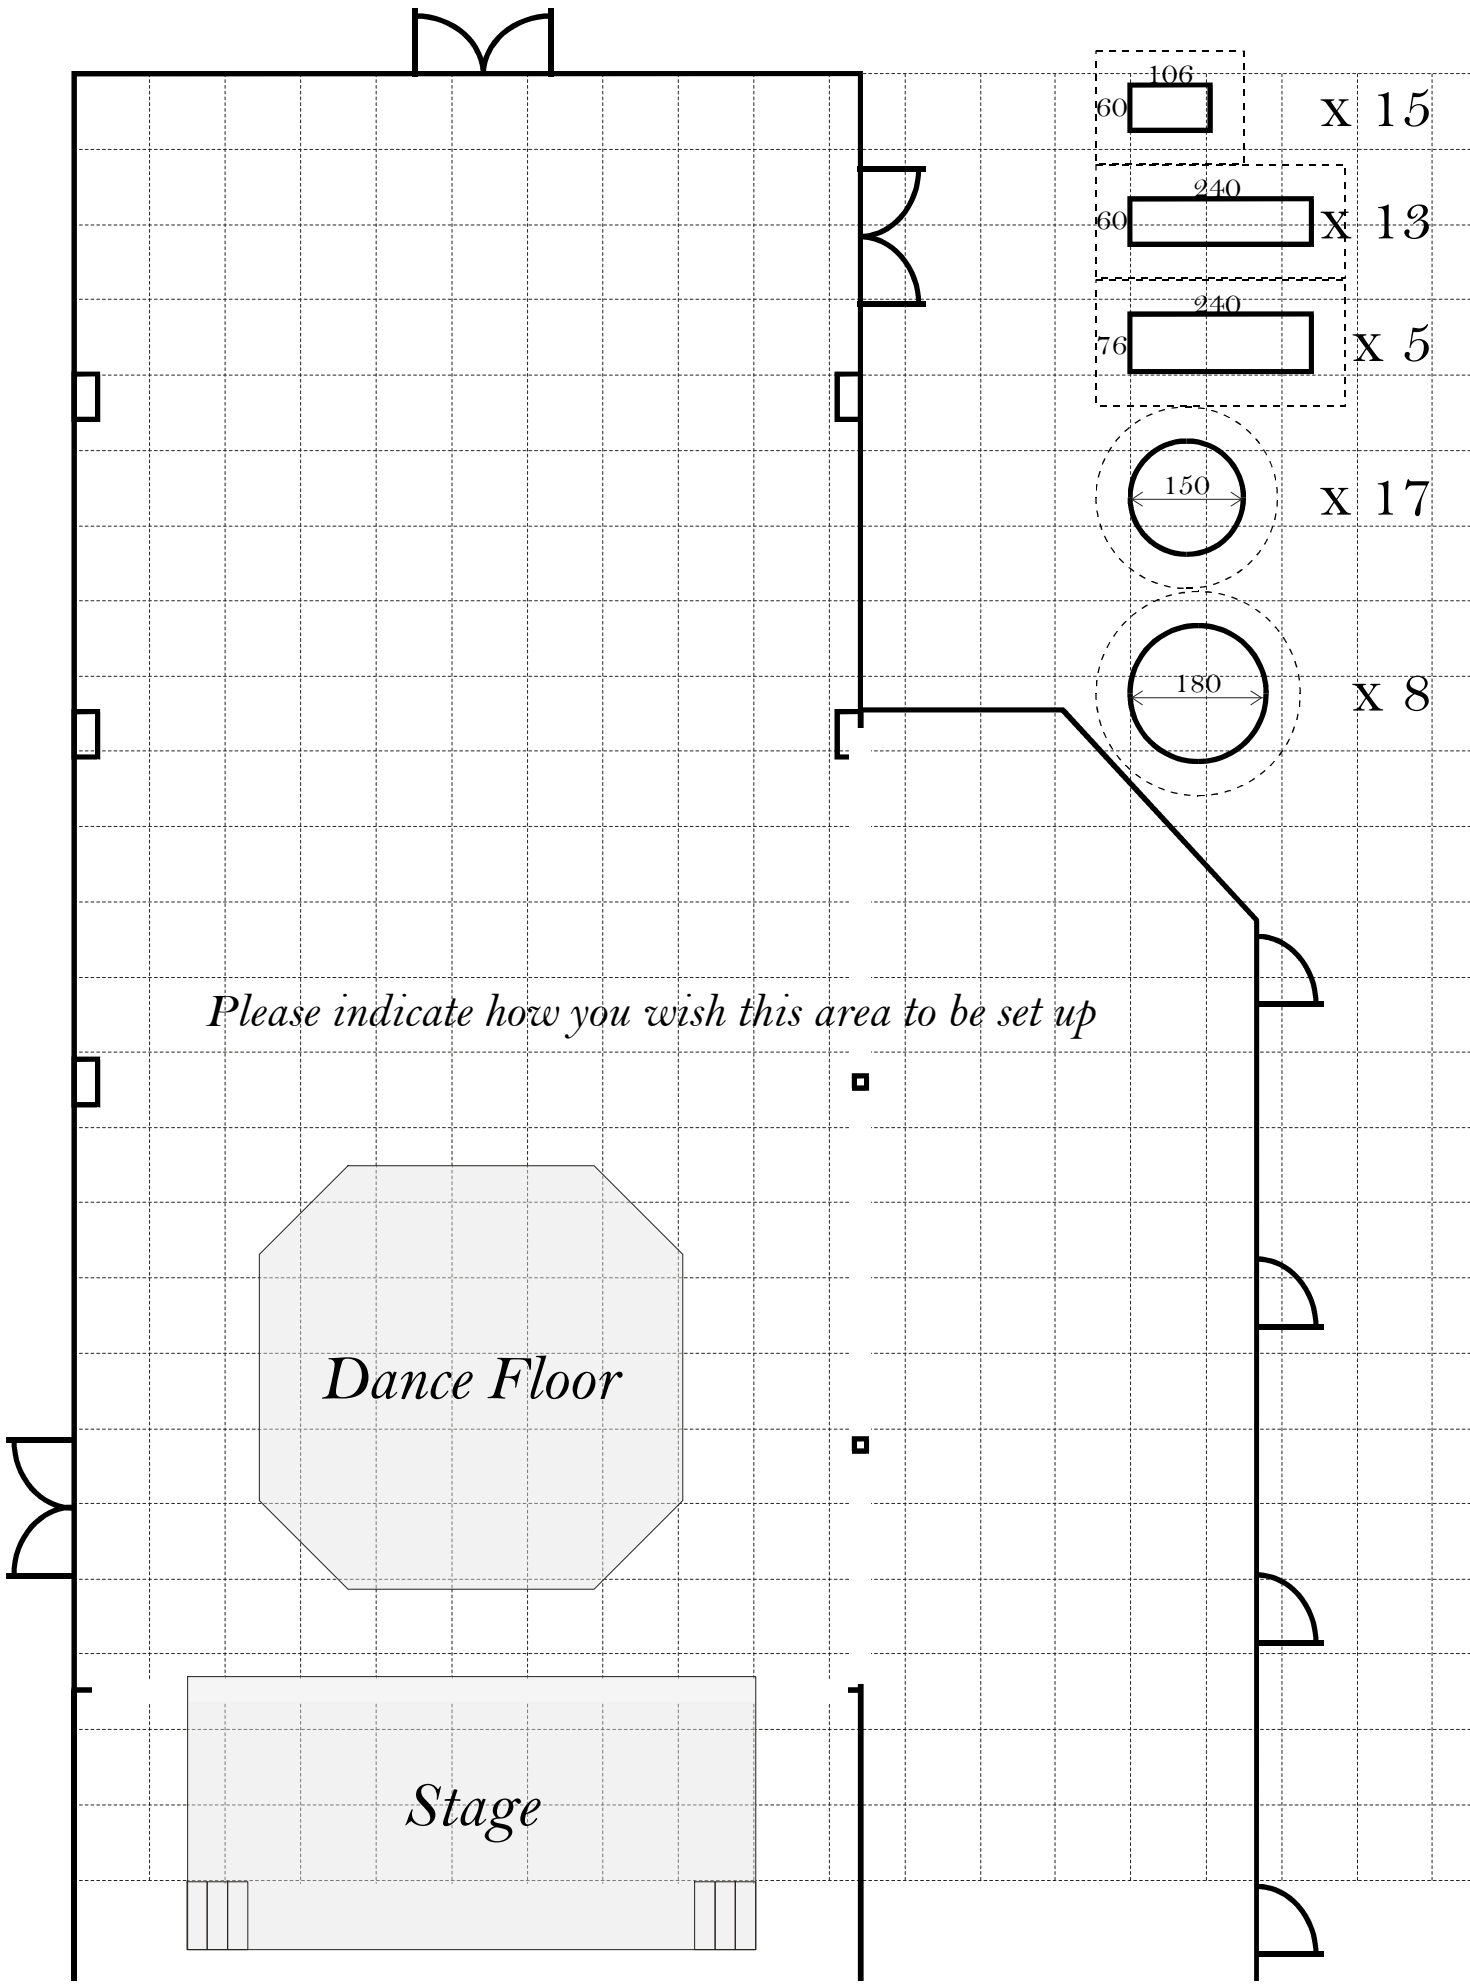 106
60
x 15
240
60
x 13
240
76
x 5
150
x 17
180
x 8
Please indicate how you wish this area to be set up
Dance Floor
Stage